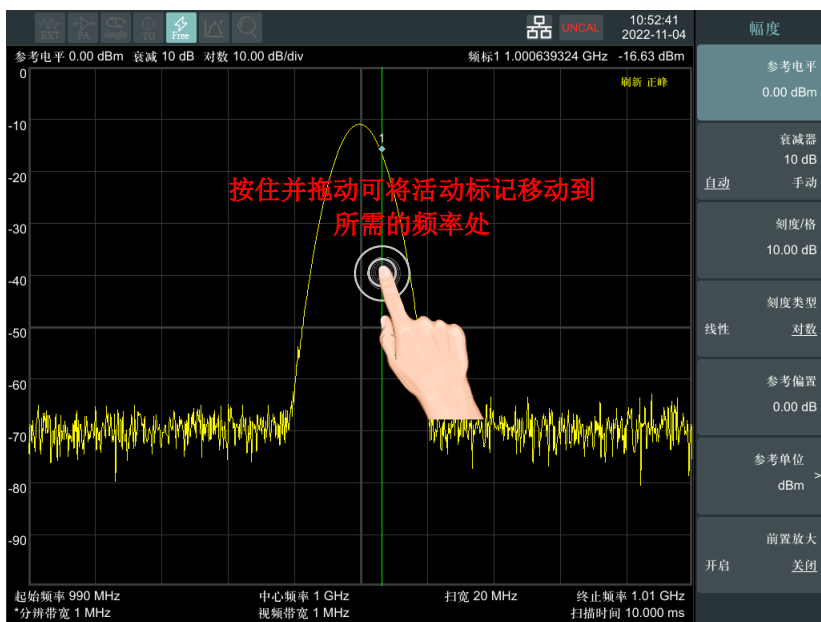 EXT PA Single TG Free
UNCAL
10:52:41
2022-11-04
参考电平 0.00 dBm 衰减 10 dB 对数 10.00 dB/div
频标1 1.000639324 GHz -16.63 dBm
刷新 正峰
0
-10
-20
-30
-40
-50
-60
-70
-80
-90
1
按住并拖动可将活动标记移动到
所需的频率处
起始频率 990 MHz 中心频率 1 GHz 扫宽 20 MHz 终止频率 1.01 GHz
*分辨带宽 1 MHz 视频带宽 1 MHz 扫描时间 10.000 ms
幅度
参考电平
0.00 dBm
衰减器
10 dB
自动 手动
刻度/格
10.00 dB
刻度类型
线性 对数
参考偏置
0.00 dB
参考单位
dBm >
前置放大
开启 关闭